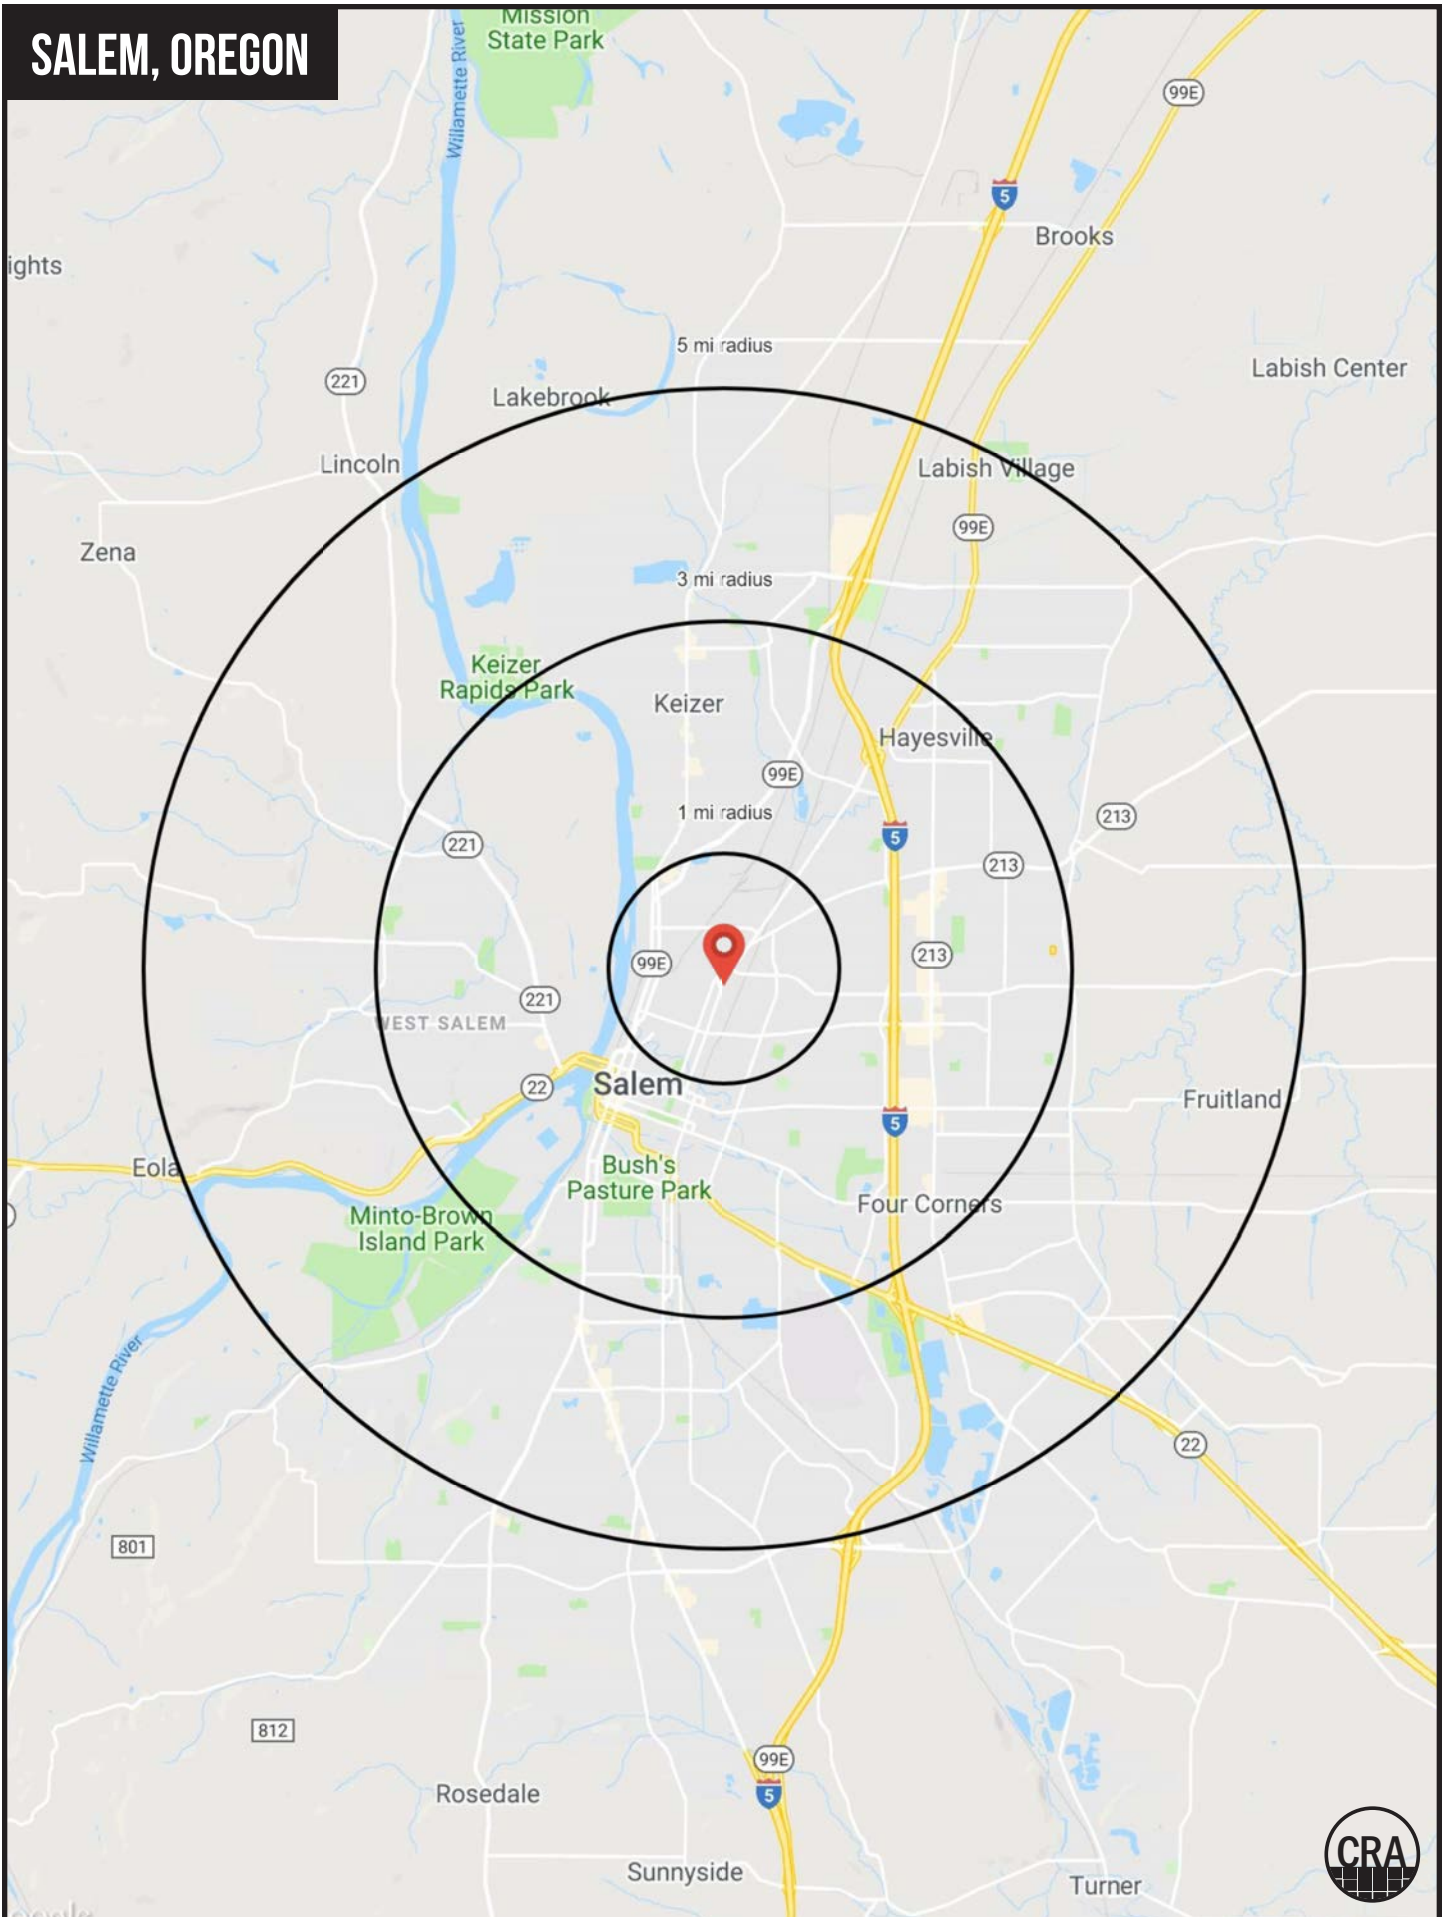 SALEM, OREGON
Mission
State Park
Willamette River
99E
5
Brooks
ights
5 mi radius
Labish Center
221
Lakebrook
Lincoln
Labish Village
99E
Zena
3 mi radius
Keizer
Rapids Park
Keizer
Hayesville
99E
1 mi radius
213
5
221
213
213
99E
221
WEST SALEM
Salem
22
Fruitland
5
Eola
Bush's
Pasture Park
Four Corners
Minto-Brown
Island Park
Willamette River
22
801
812
99E
5
Rosedale
Sunnyside
Turner
CRA